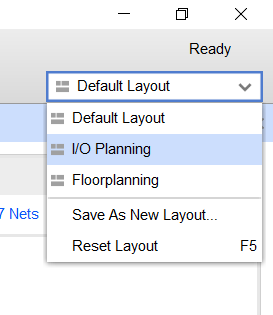 Ready
Default Layout
Default Layout
I/O Planning
Floorplanning
7 Nets
Save As New Layout...
Reset Layout F5